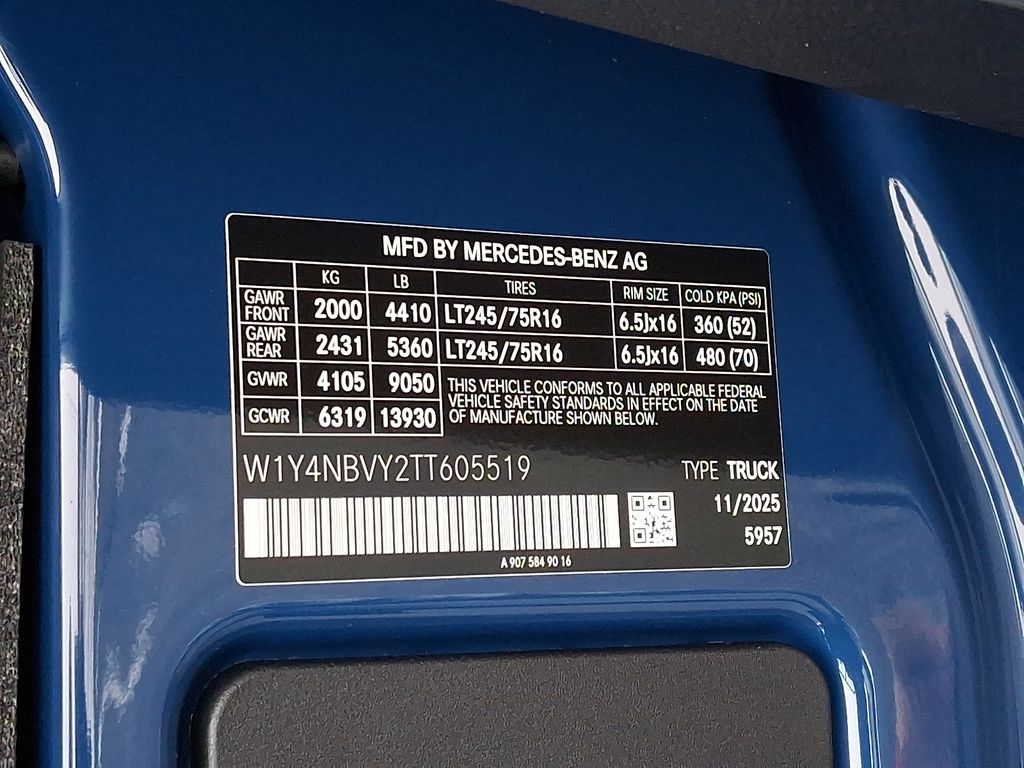 MFD BY MERCEDES-BENZ AG
KG LB TIRES RIM SIZE COLD KPA (PSI)
GAWR FRONT 2000 4410 LT245/75R16 6.5Jx16 360 (52)
GAWR REAR 2431 5360 LT245/75R16 6.5Jx16 480 (70)
GVWR 4105 9050
GCWR 6319 13930
THIS VEHICLE CONFORMS TO ALL APPLICABLE FEDERAL
VEHICLE SAFETY STANDARDS IN EFFECT ON THE DATE
OF MANUFACTURE SHOWN BELOW.
W1Y4NBVY2TT605519 TYPE TRUCK
11/2025
5957
A 907 584 90 16